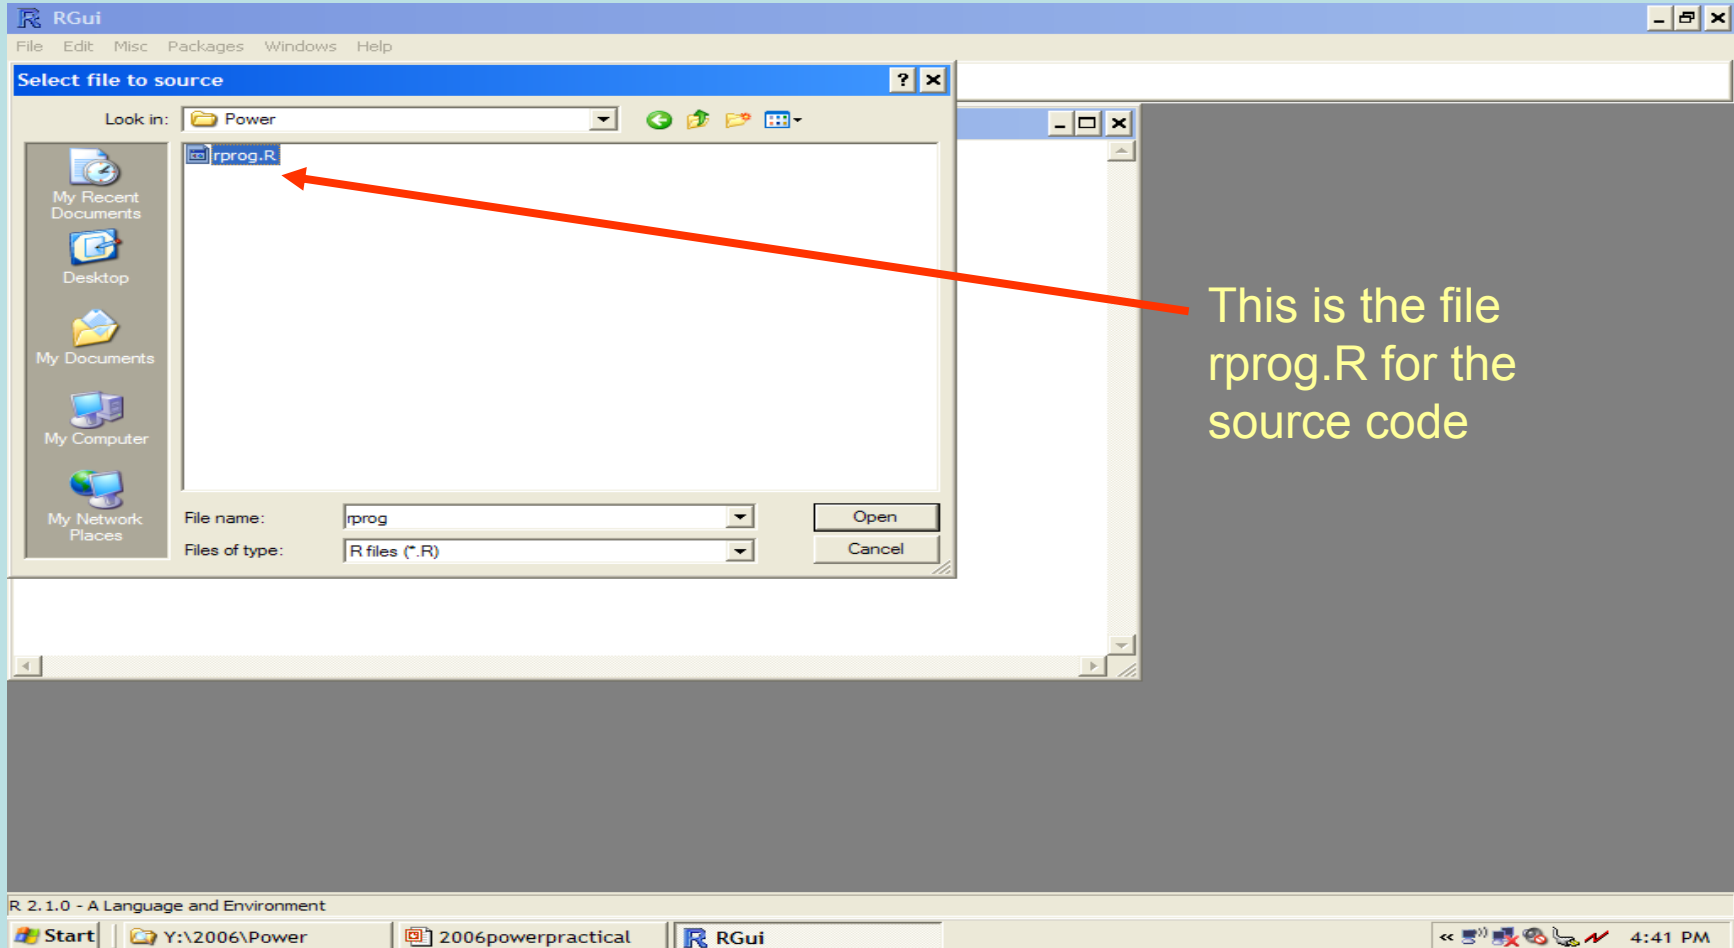 RGui
File Edit Misc Packages Windows Help
Select file to source
Look in: Power
rprog.R
My Recent
Documents
Desktop
My Documents
My Computer
My Network
Places
File name: rprog Open
Files of type: R files (*.R) Cancel
This is the file
rprog.R for the
source code
R 2.1.0 - A Language and Environment
Start Y:\2006\Power 2006powerpractical RGui 4:41 PM